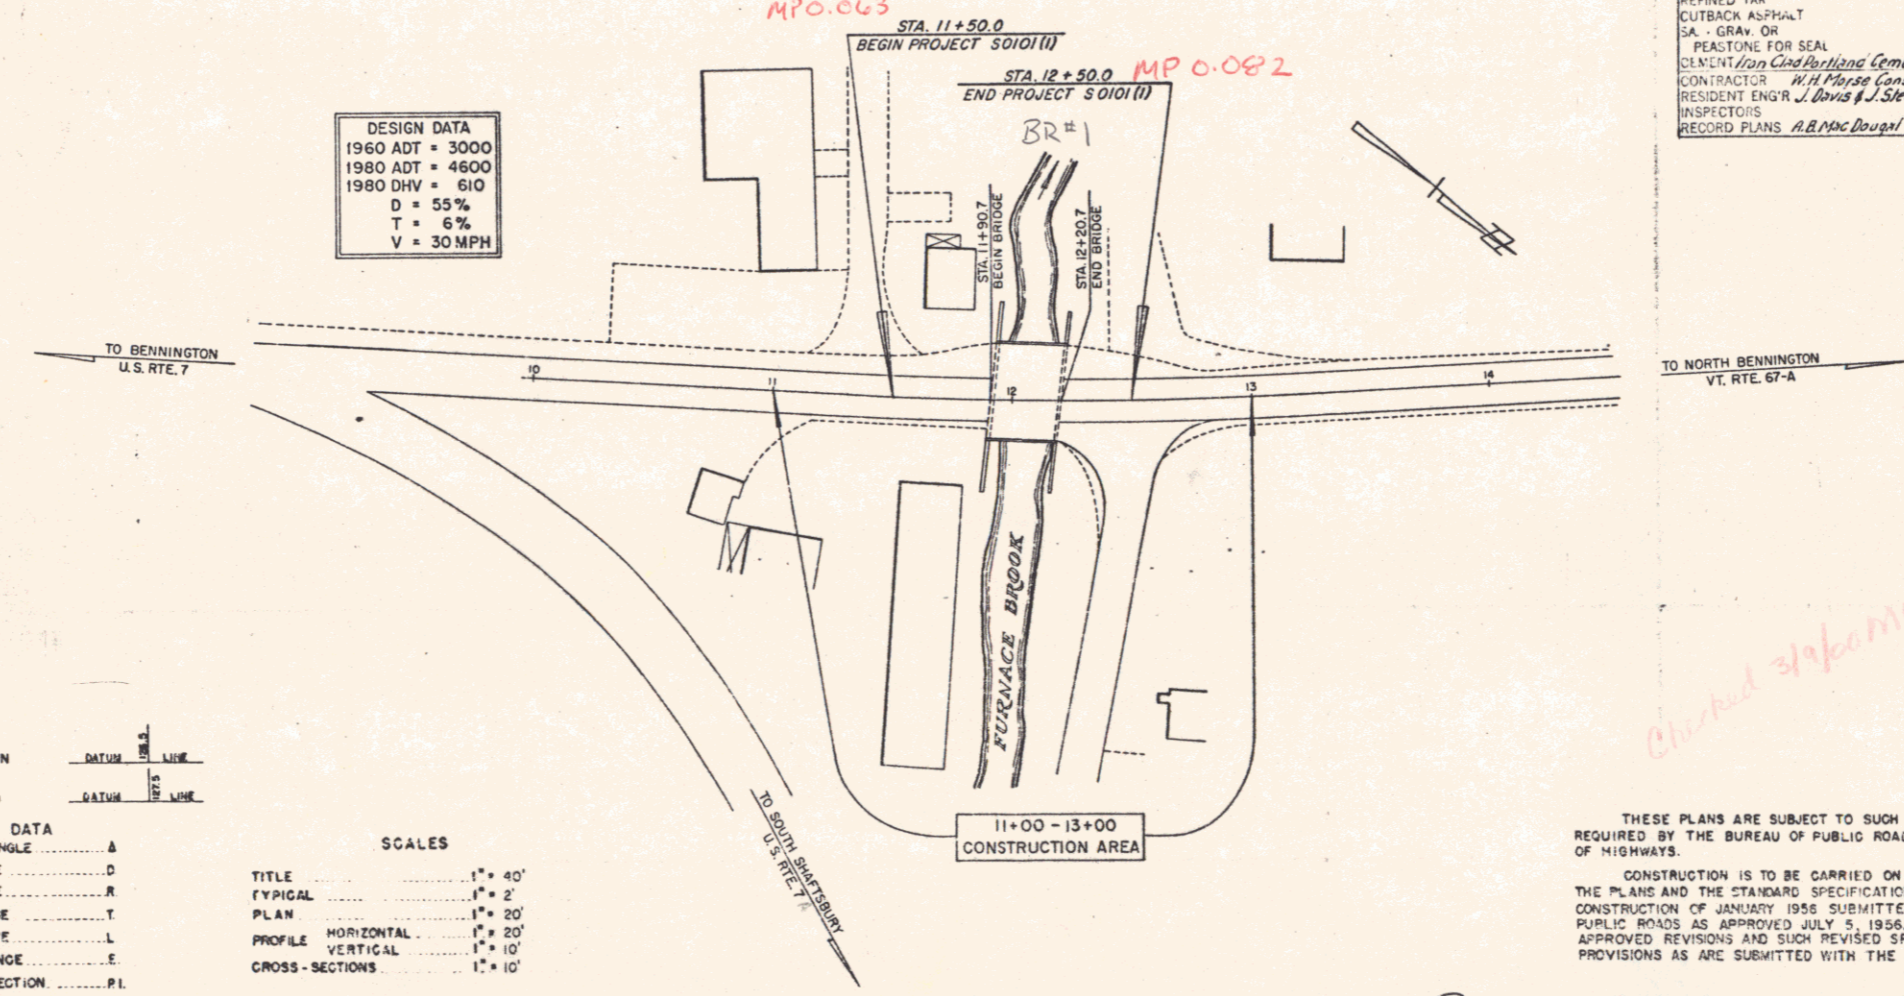 MP 0.063
STA. 11+50.0
BEGIN PROJECT S0101(1)
STA. 12+50.0
END PROJECT S0101(1)
MP 0.082
BR#1
CUTBACK ASPHALT
GRAV. OR
PEASTONE FOR SEAL
CEMENT Iron Clad Portland
CONTRACTOR W.H. Morse
RESIDENT ENG'R J. Davis & J.
INSPECTORS
RECORD PLANS A.B. MacDougal
DESIGN DATA
1960 ADT = 3000
1980 ADT = 4600
1980 DHV = 610
D = 55%
T = 6%
V = 30 MPH
STA. 11+90.7
BEGIN BRIDGE
STA. 12+20.7
END BRIDGE
TO BENNINGTON
U.S. RTE. 7
TO NORTH BENNINGTON
VT. RTE. 67-A
10
11
12
13
14
FURNACE BROOK
Checked 3/9/00
DATUM 126.5 LINE
DATUM 127.5 LINE
TO SOUTH SHAFTSBURY
U.S. RTE. 7A
11+00 - 13+00
CONSTRUCTION AREA
DATA
Δ
D
R
T.
L
E.
P.I.
SCALES
TITLE 1" = 40'
TYPICAL 1" = 2'
PLAN 1" = 20'
PROFILE HORIZONTAL 1" = 20'
VERTICAL 1" = 10'
CROSS-SECTIONS 1" = 10'
THESE PLANS ARE SUBJECT TO SUCH
REQUIRED BY THE BUREAU OF PUBLIC
OF HIGHWAYS.
CONSTRUCTION IS TO BE CARRIED ON
THE PLANS AND THE STANDARD
CONSTRUCTION OF JANUARY 1956
PUBLIC ROADS AS APPROVED JULY 5, 1956,
APPROVED REVISIONS AND SUCH REVISED
PROVISIONS AS ARE SUBMITTED WITH THE